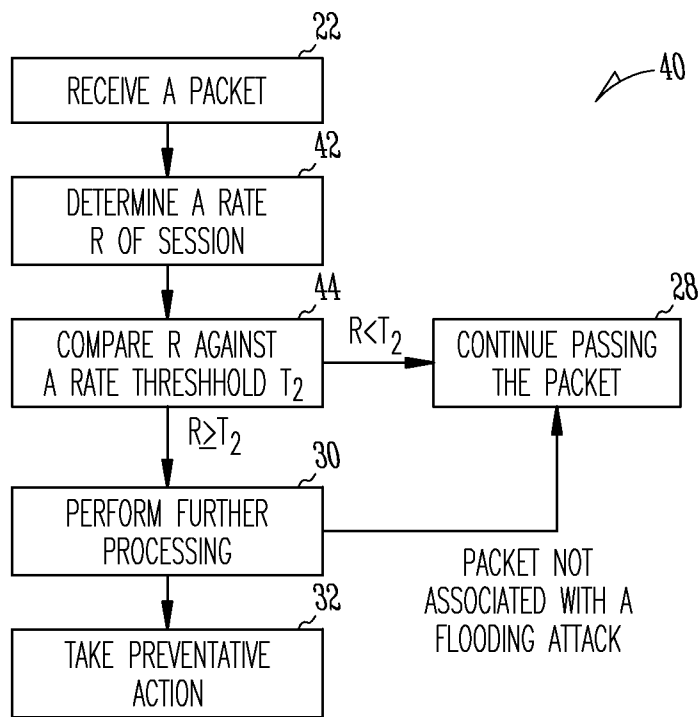 22
RECEIVE A PACKET
40
42
DETERMINE A RATE
R OF SESSION
44
COMPARE R AGAINST
A RATE THRESHHOLD T₂
R<T₂
28
CONTINUE PASSING
THE PACKET
R≥T₂
30
PERFORM FURTHER
PROCESSING
PACKET NOT
ASSOCIATED WITH A
FLOODING ATTACK
32
TAKE PREVENTATIVE
ACTION